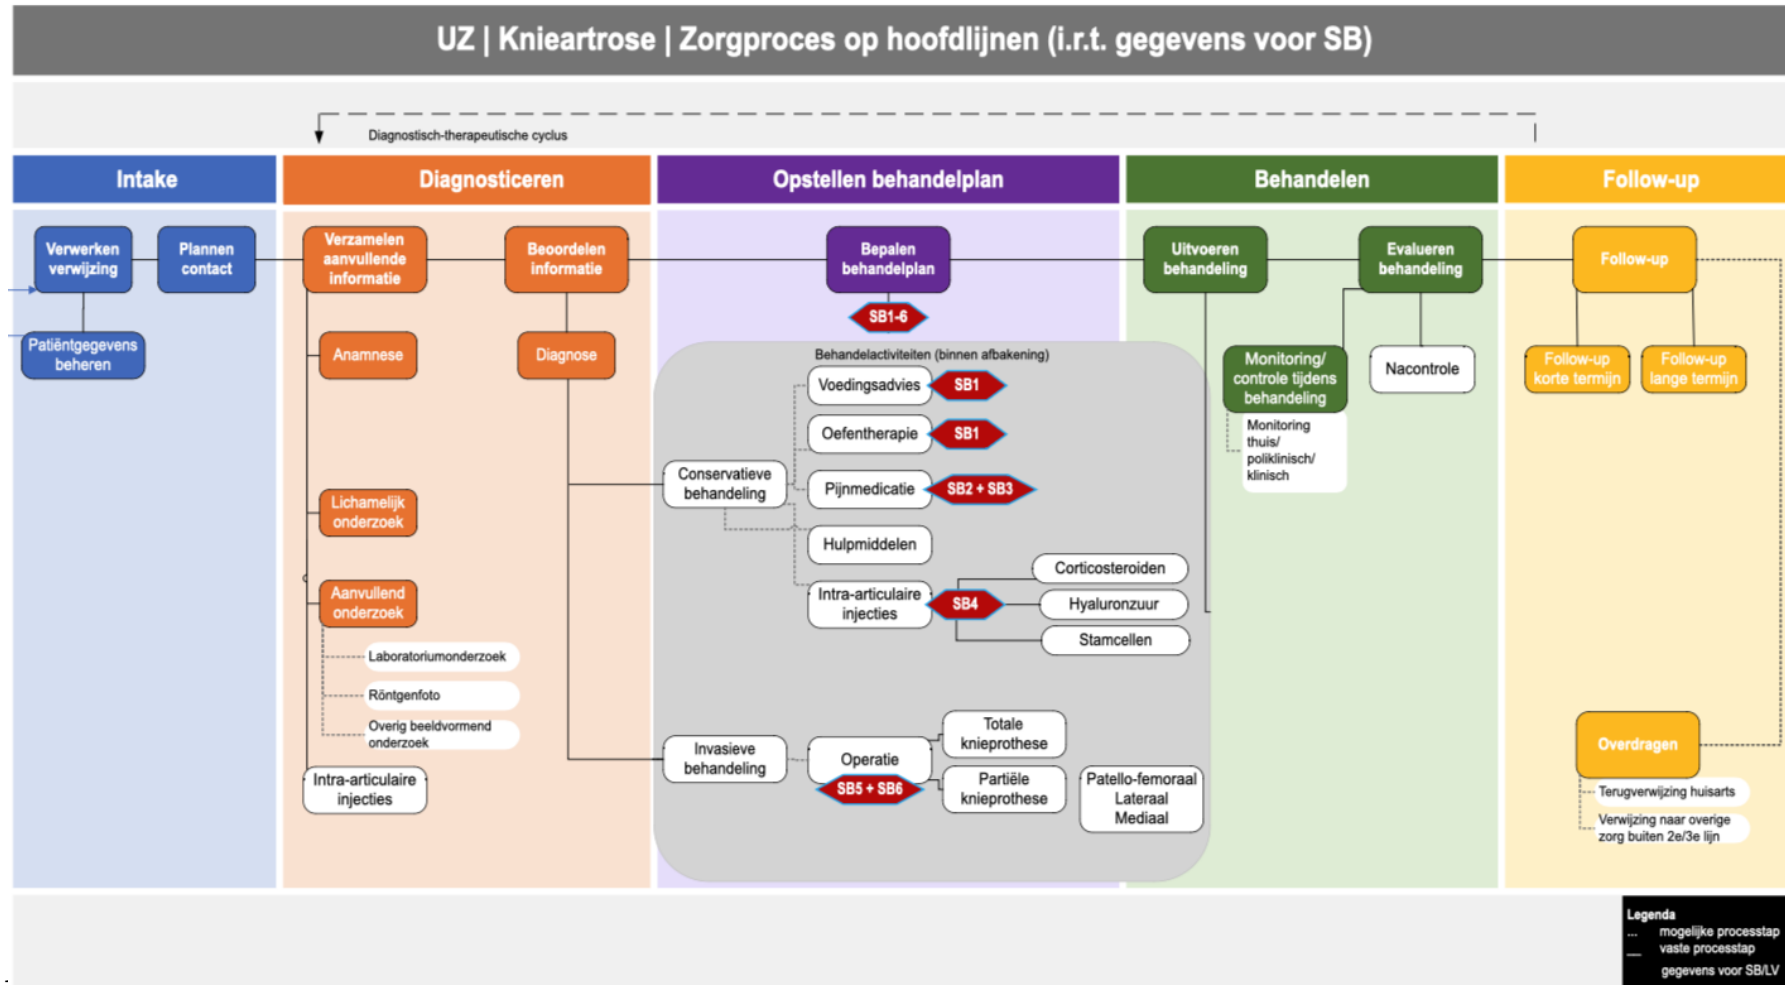 UZ | Knieartrose | Zorgproces op hoofdlijnen (i.r.t. gegevens voor SB)
Diagnostisch-therapeutische cyclus
Intake
Diagnosticeren
Opstellen behandelplan
Behandelen
Follow-up
Verwerken
verwijzing
Plannen
contact
Patiëntgegevens
beheren
Verzamelen
aanvullende
informatie
Beoordelen
informatie
Anamnese
Diagnose
Lichamelijk
onderzoek
Aanvullend
onderzoek
Laboratoriumonderzoek
Röntgenfoto
Overig beeldvormend
onderzoek
Intra-articulaire
injecties
Bepalen
behandelplan
SB1-6
Behandelactiviteiten (binnen afbakening)
Conservatieve
behandeling
Voedingsadvies
SB1
Oefentherapie
SB1
Pijnmedicatie
SB2 + SB3
Hulpmiddelen
Intra-articulaire
injecties
SB4
Corticosteroiden
Hyaluronzuur
Stamcellen
Invasieve
behandeling
Operatie
SB5 + SB6
Totale
knieprothese
Partiële
knieprothese
Patello-femoraal
Lateraal
Mediaal
Uitvoeren
behandeling
Evalueren
behandeling
Monitoring/
controle tijdens
behandeling
Monitoring
thuis/
poliklinisch/
klinisch
Nacontrole
Follow-up
Follow-up
korte termijn
Follow-up
lange termijn
Overdragen
Terugverwijzing huisarts
Verwijzing naar overige
zorg buiten 2e/3e lijn
Legenda
... mogelijke processtap
__ vaste processtap
gegevens voor SB/LV